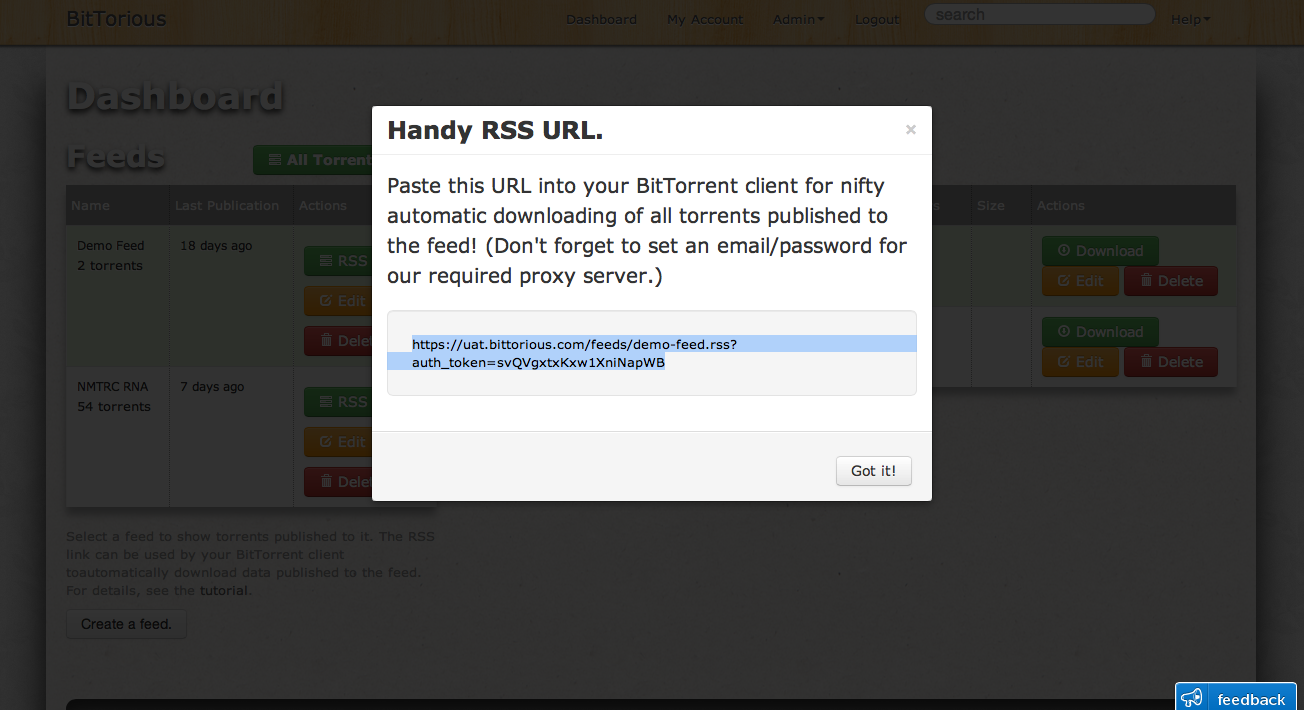 BitTorious
Dashboard My Account Admin Logout search Help
Dashboard
Feeds
All Torrent
Name Last Publication Actions
Size Actions
Demo Feed 18 days ago
2 torrents
RSS
Edit
Delet
NMTRC RNA 7 days ago
54 torrents
RSS
Edit
Delet
Select a feed to show torrents published to it. The RSS
link can be used by your BitTorrent client
toautomatically download data published to the feed.
For details, see the tutorial.
Create a feed.
Handy RSS URL. ×
Paste this URL into your BitTorrent client for nifty
automatic downloading of all torrents published to
the feed! (Don't forget to set an email/password for
our required proxy server.)
https://uat.bittorious.com/feeds/demo-feed.rss?
auth_token=svQVgxtxKxw1XniNapWB
Got it!
Download
Edit Delete
Download
Edit Delete
feedback